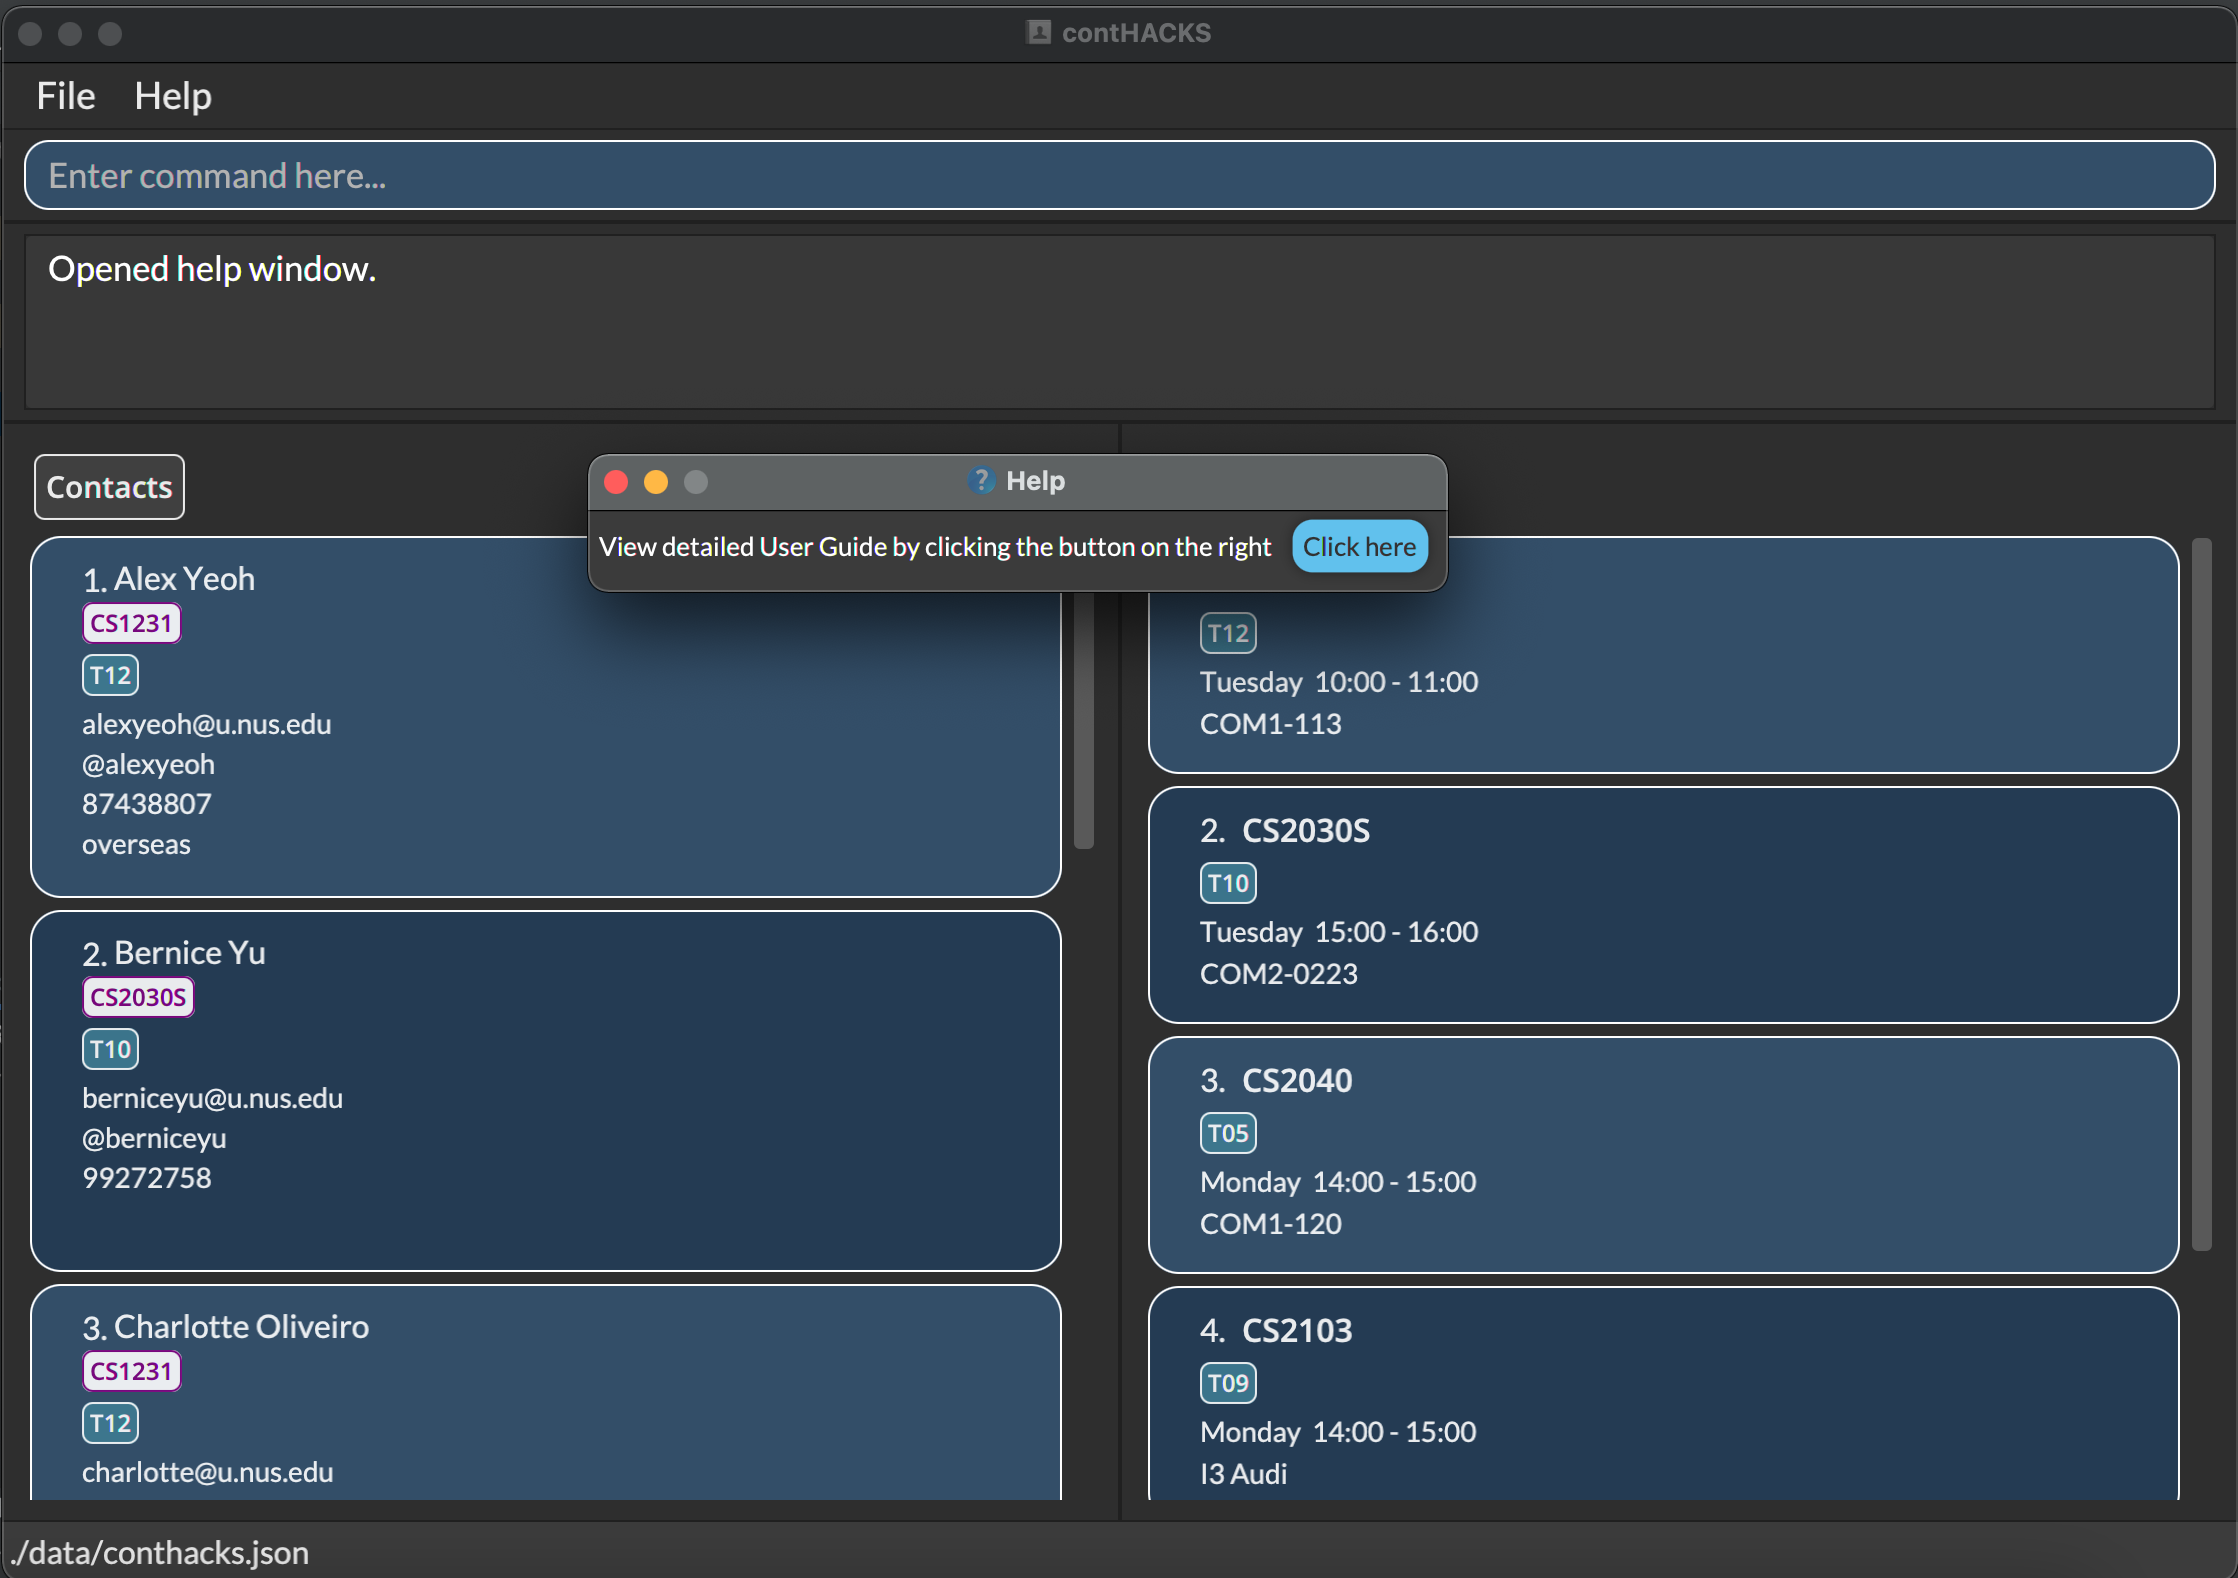 contHACKS
File Help
Enter command here...
Opened help window.
Help
View detailed User Guide by clicking the button on the right Click here
Contacts
1. Alex Yeoh
CS1231
T12
alexyeoh@u.nus.edu
@alexyeoh
87438807
overseas
2. Bernice Yu
CS2030S
T10
berniceyu@u.nus.edu
@berniceyu
99272758
3. Charlotte Oliveiro
CS1231
T12
charlotte@u.nus.edu
T12
Tuesday 10:00 - 11:00
COM1-113
2. CS2030S
T10
Tuesday 15:00 - 16:00
COM2-0223
3. CS2040
T05
Monday 14:00 - 15:00
COM1-120
4. CS2103
T09
Monday 14:00 - 15:00
I3 Audi
./data/conthacks.json